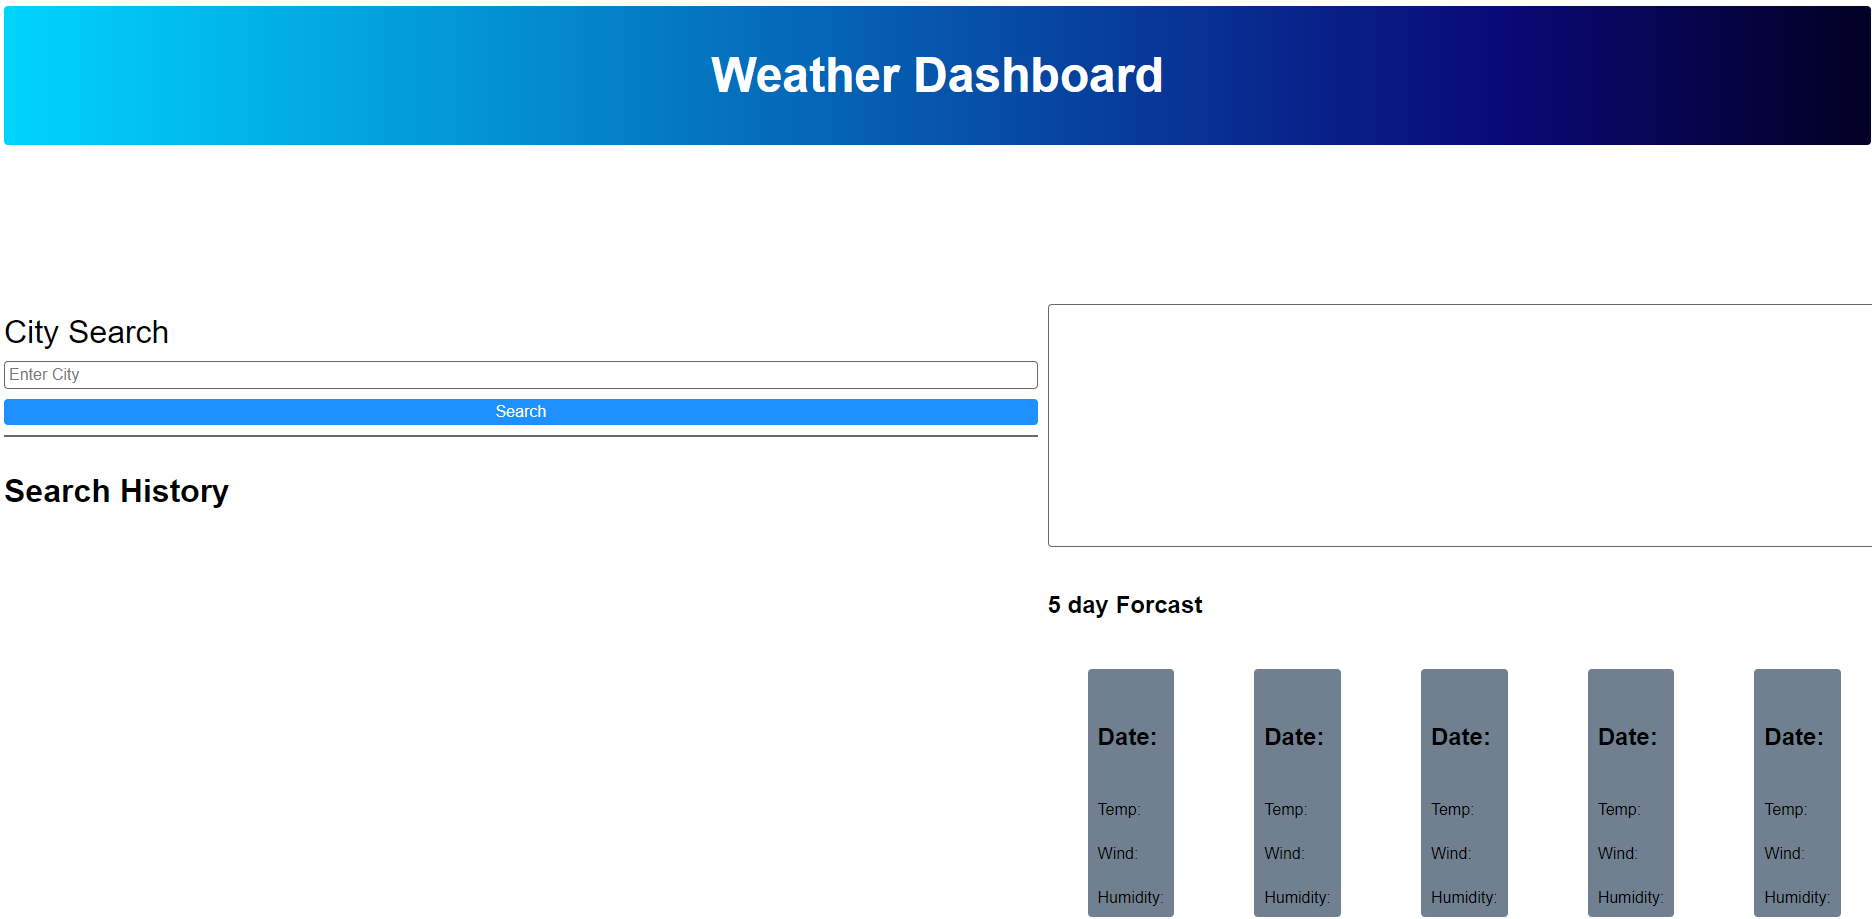 Weather Dashboard
City Search
Enter City
Search
Search History
5 day Forcast
Date: Date: Date: Date: Date:
Temp: Temp: Temp: Temp: Temp:
Wind: Wind: Wind: Wind: Wind:
Humidity: Humidity: Humidity: Humidity: Humidity: